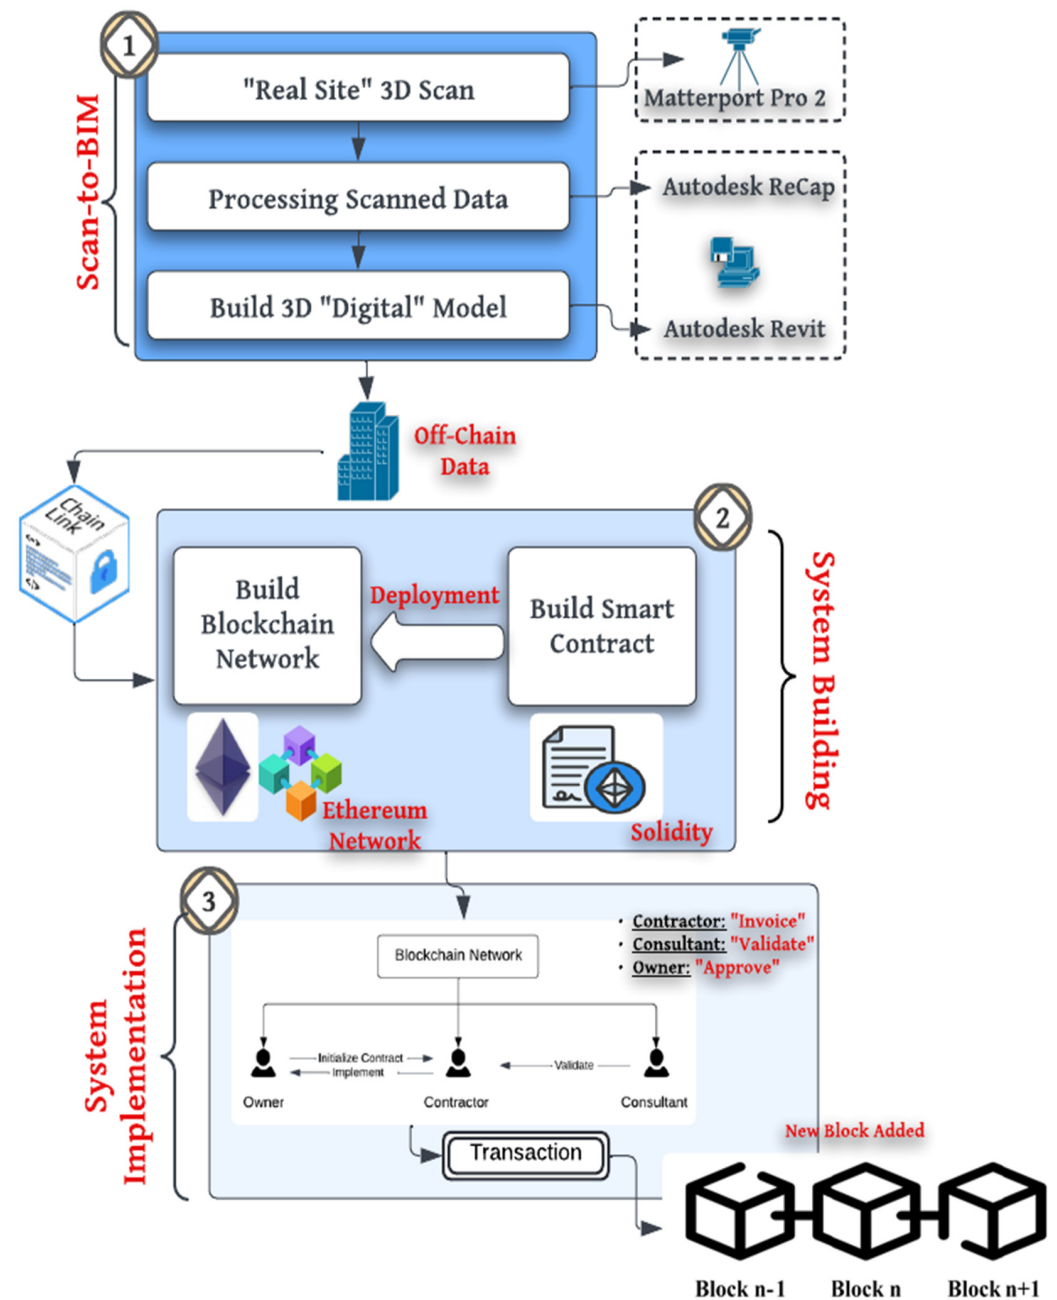 1
Scan-to-BIM
"Real Site" 3D Scan
Matterport Pro 2
Processing Scanned Data
Autodesk ReCap
Build 3D "Digital" Model
Autodesk Revit
Off-Chain
Data
Chain
Link
2
System Building
Build
Blockchain
Network
Deployment
Build Smart
Contract
Ethereum
Network
Solidity
3
System
Implementation
· Contractor: "Invoice"
· Consultant: "Validate"
· Owner: "Approve"
Blockchain Network
Initialize Contract
Implement
Validate
Owner
Contractor
Consultant
Transaction
New Block Added
Block n-1
Block n
Block n+1